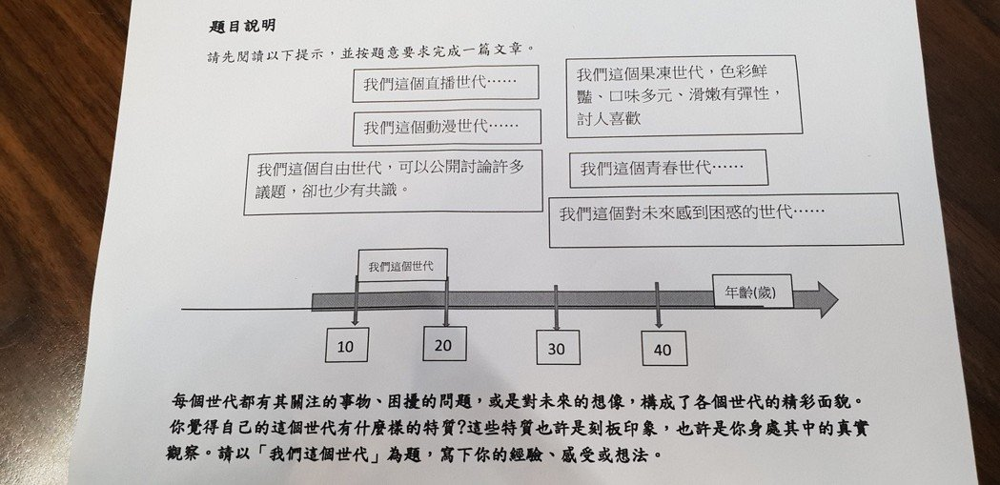 題目說明
請先閱讀以下提示，並按題意要求完成一篇文章。
我們這個直播世代……
我們這個果凍世代，色彩鮮
豔、口味多元、滑嫩有彈性，
討人喜歡
我們這個動漫世代……
我們這個自由世代，可以公開討論許多
議題，卻也少有共識。
我們這個青春世代……
我們這個對未來感到困惑的世代……
我們這個世代
年齡(歲)
10
20
30
40
每個世代都有其關注的事物、困擾的問題，或是對未來的想像，構成了各個世代的精彩面貌。
你覺得自己的這個世代有什麼樣的特質?這些特質也許是刻板印象，也許是你身處其中的真實
觀察。請以「我們這個世代」為題，寫下你的經驗、感受或想法。